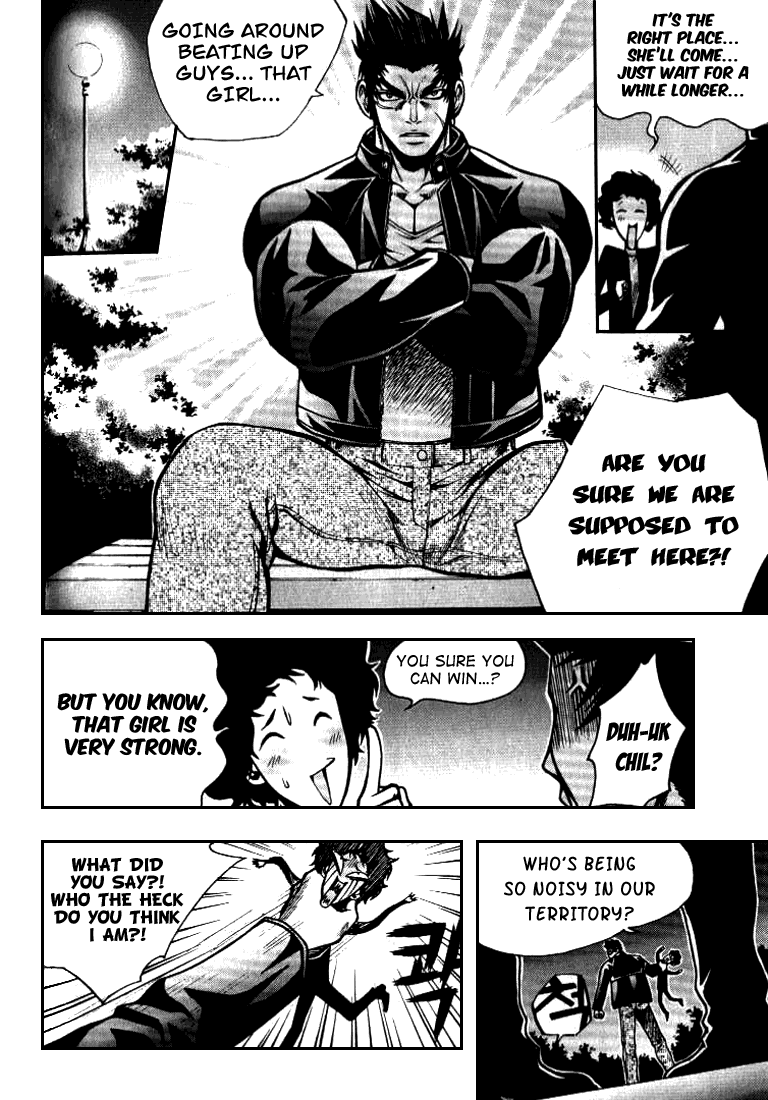 GOING AROUND
BEATING UP
GUYS... THAT
GIRL...
IT'S THE
RIGHT PLACE...
SHE'LL COME...
JUST WAIT FOR A
WHILE LONGER...
ARE YOU
SURE WE ARE
SUPPOSED TO
MEET HERE?!
BUT YOU KNOW,
THAT GIRL IS
VERY STRONG.
YOU SURE YOU
CAN WIN...?
DUH-UK
CHIL?
WHAT DID
YOU SAY?!
WHO THE HECK
DO YOU THINK
I AM?!
WHO'S BEING
SO NOISY IN OUR
TERRITORY?